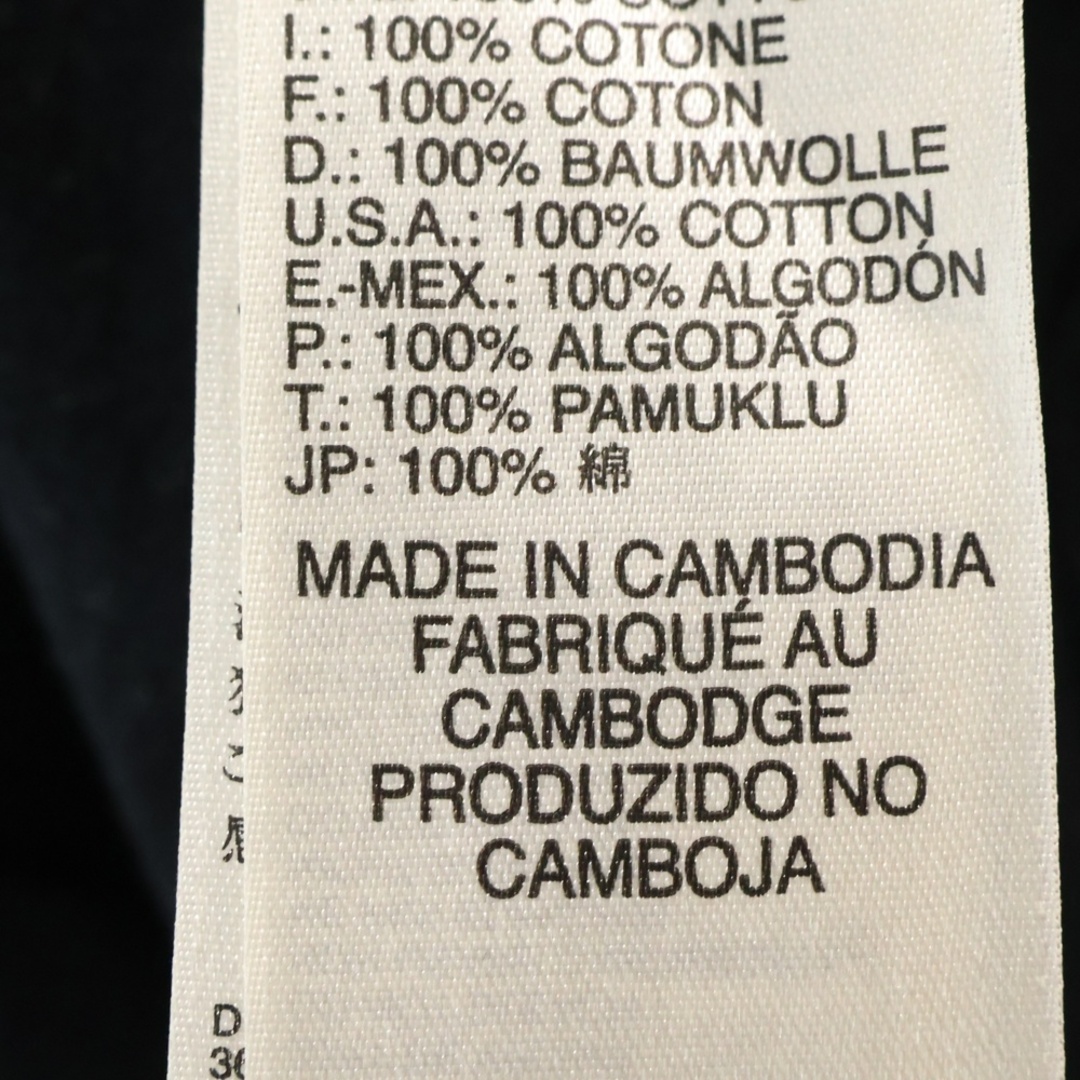 I.: 100% COTONE
F.: 100% COTON
D.: 100% BAUMWOLLE
U.S.A.: 100% COTTON
E.-MEX.: 100% ALGODÓN
P.: 100% ALGODÃO
T.: 100% PAMUKLU
JP: 100% 綿
MADE IN CAMBODIA
FABRIQUÉ AU
CAMBODGE
PRODUZIDO NO
CAMBOJA